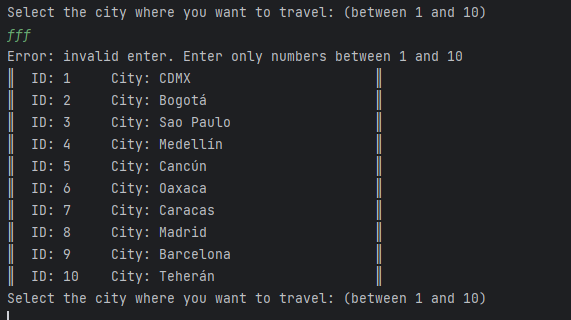 Select the city where you want to travel: (between 1 and 10)
fff
Error: invalid enter. Enter only numbers between 1 and 10
║  ID: 1     City: CDMX                       ║
║  ID: 2     City: Bogotá                     ║
║  ID: 3     City: Sao Paulo                  ║
║  ID: 4     City: Medellín                   ║
║  ID: 5     City: Cancún                     ║
║  ID: 6     City: Oaxaca                     ║
║  ID: 7     City: Caracas                    ║
║  ID: 8     City: Madrid                     ║
║  ID: 9     City: Barcelona                  ║
║  ID: 10    City: Teherán                    ║
Select the city where you want to travel: (between 1 and 10)